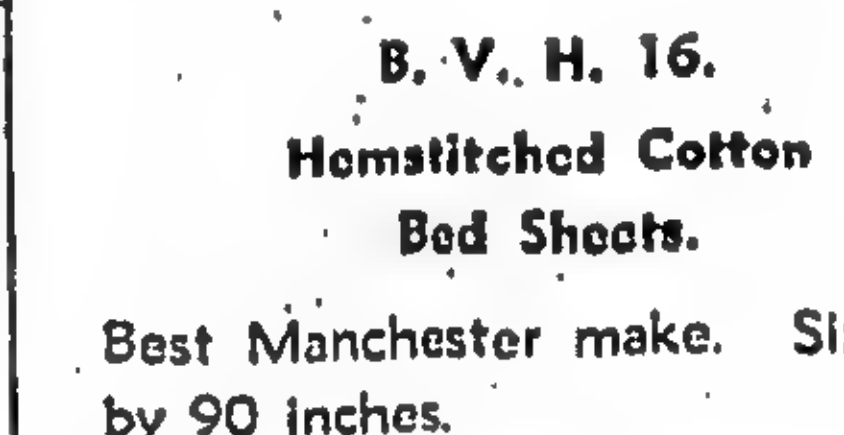 B. V. H. 16.
Hemstitched Cotton
Bed Sheets.
Best Manchester make.
by 90 inches.